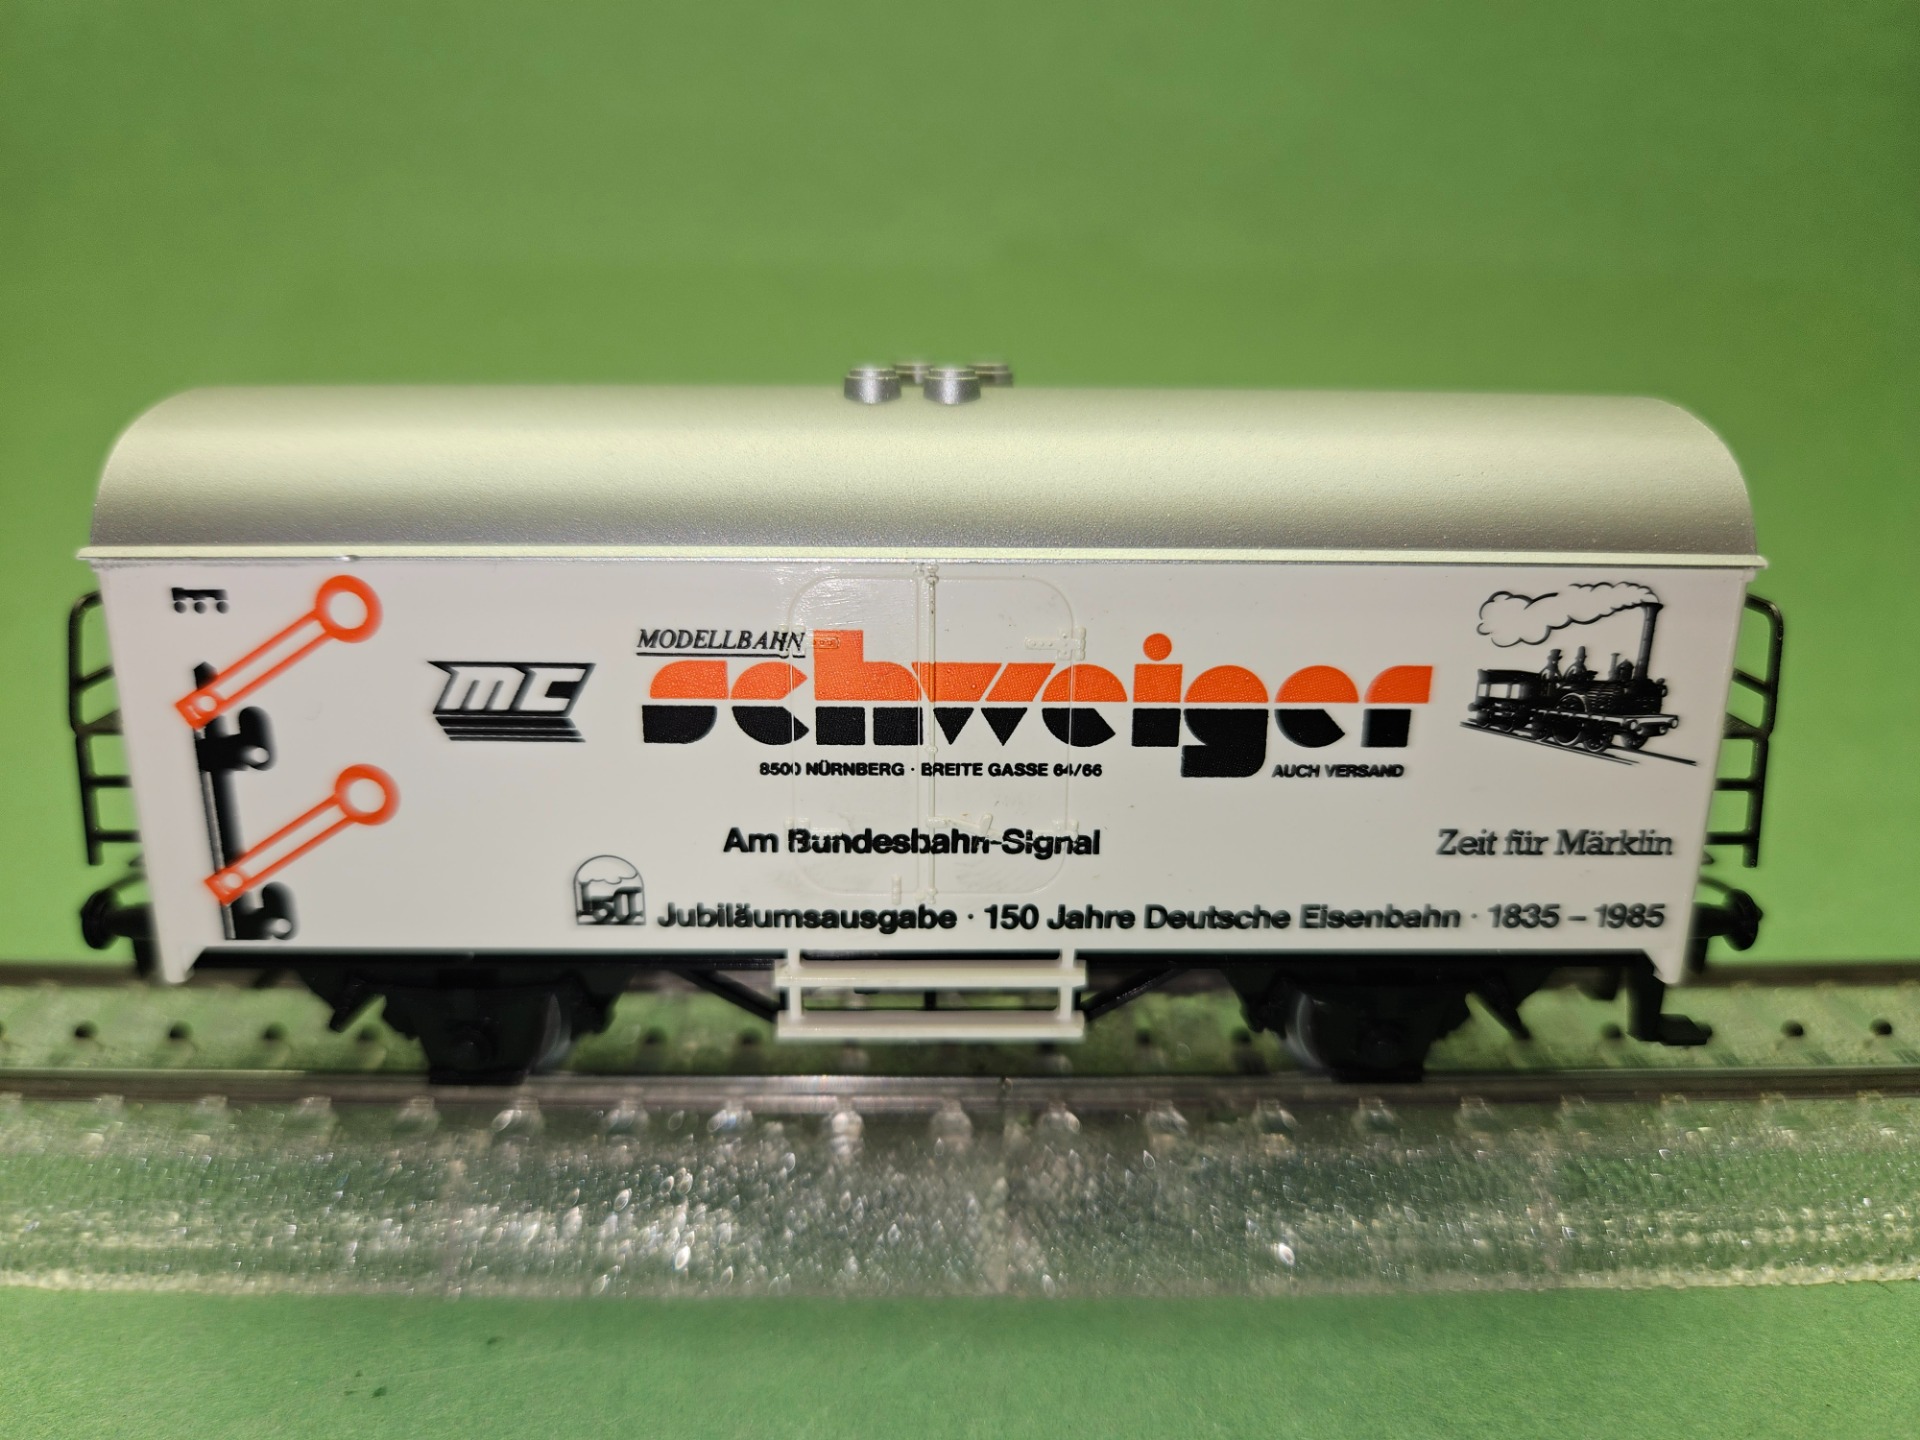 MODELLBAHN
mc schweiger
8500 NÜRNBERG · BREITE GASSE 64/66 AUCH VERSAND
Am Bundesbahn-Signal Zeit für Märklin
Jubiläumsausgabe · 150 Jahre Deutsche Eisenbahn · 1835 – 1985